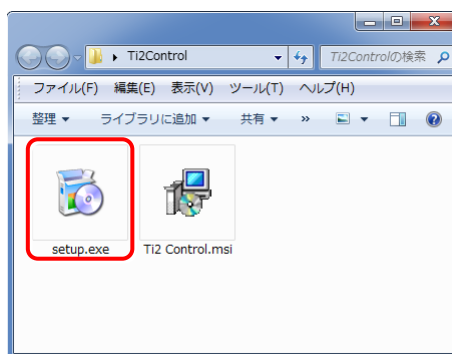 Ti2Control
Ti2Controlの検索
ファイル(F) 編集(E) 表示(V) ツール(T) ヘルプ(H)
整理 ライブラリに追加 共有 »
setup.exe
Ti2 Control.msi